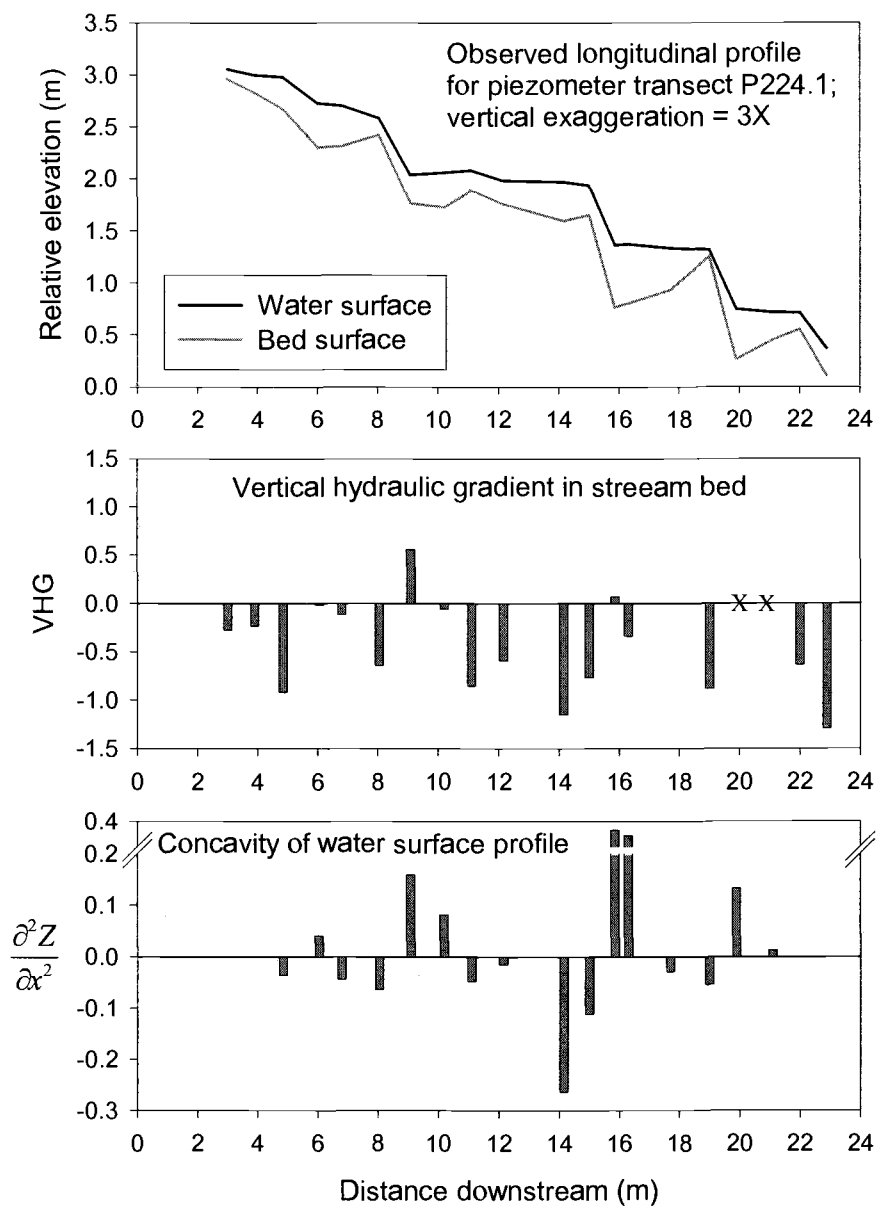 3.5
3.0
2.5
2.0
1.5
1.0
0.5
0.0
Relative elevation (m)
Observed longitudinal profile
for piezometer transect P224.1;
vertical exaggeration = 3X
Water surface
Bed surface
0 2 4 6 8 10 12 14 16 18 20 22 24
1.5
1.0
0.5
0.0
-0.5
-1.0
-1.5
VHG
Vertical hydraulic gradient in streeam bed
X X
0 2 4 6 8 10 12 14 16 18 20 22 24
0.4
0.2
0.1
0.0
-0.1
-0.2
-0.3
Concavity of water surface profile
∂²Z
∂x²
0 2 4 6 8 10 12 14 16 18 20 22 24
Distance downstream (m)